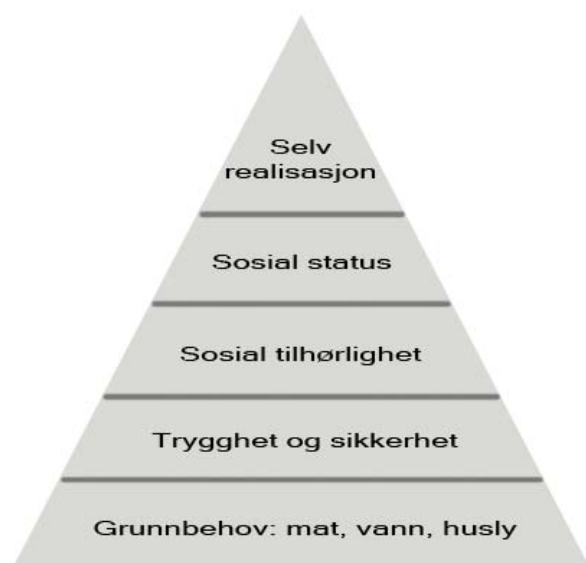 Selv
realisasjon
Sosial status
Sosial tilhørlighet
Trygghet og sikkerhet
Grunnbehov: mat, vann, husly